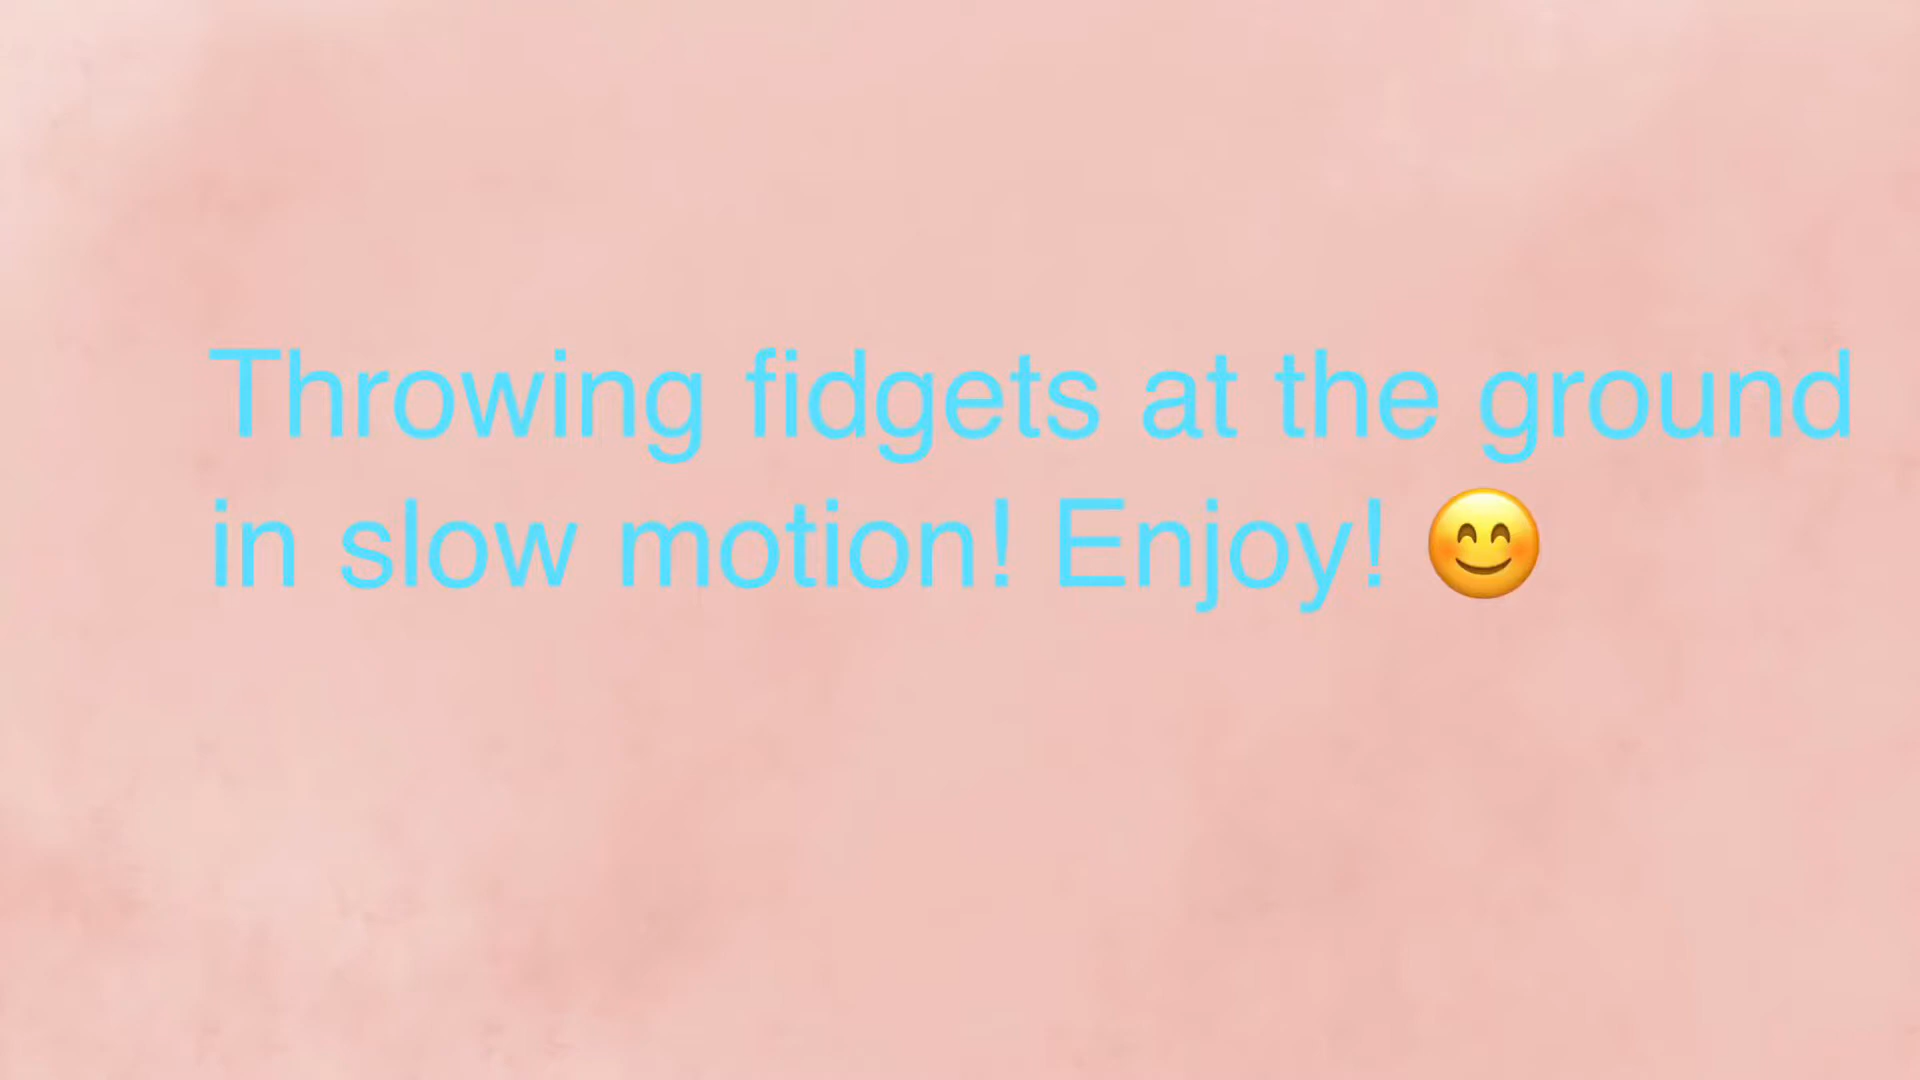 Throwing fidgets at the ground
in slow motion! Enjoy! 😊